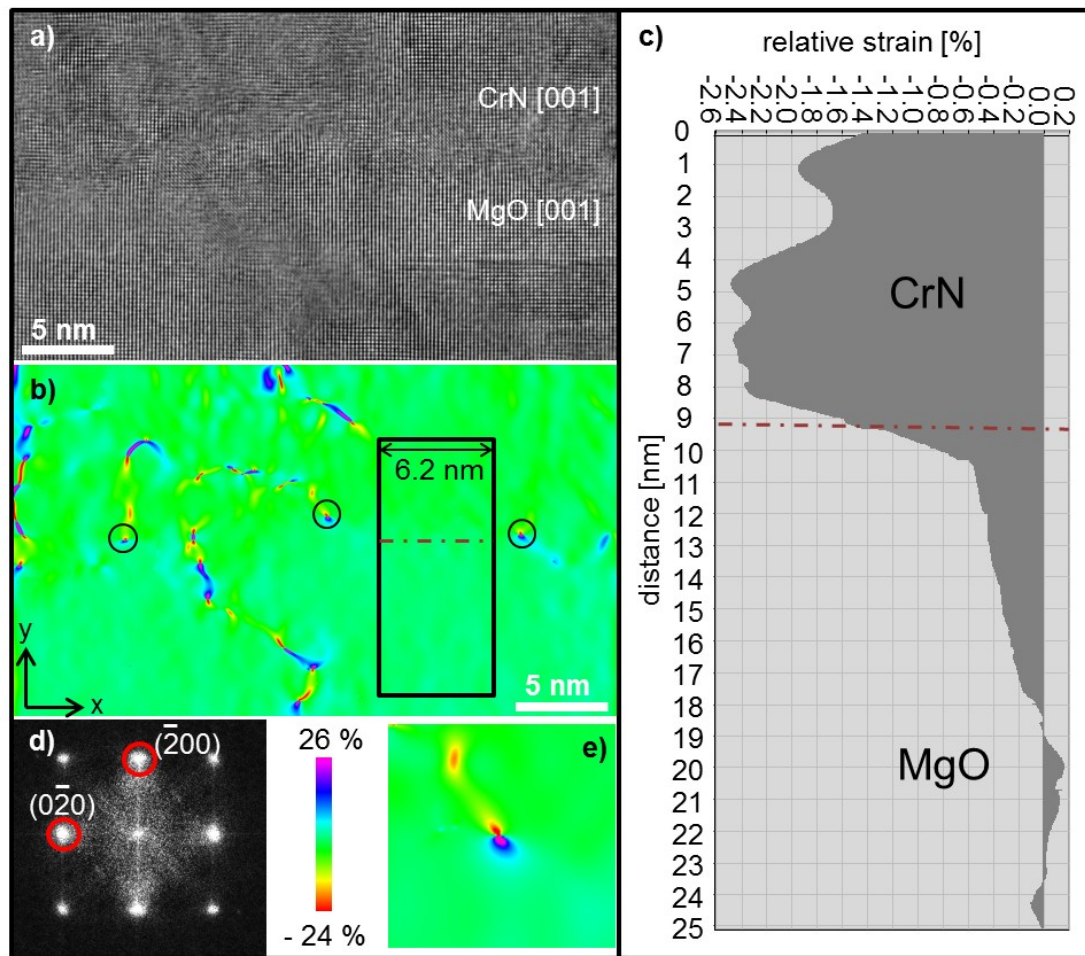 a)
CrN [001]
MgO [001]
5 nm
b)
6.2 nm
y
x
5 nm
d)
(2̄00)
(02̄0)
26 %
- 24 %
e)
c)
relative strain [%]
-2.6
-2.4
-2.2
-2.0
-1.8
-1.6
-1.4
-1.2
-1.0
-0.8
-0.6
-0.4
-0.2
0.0
0.2
distance [nm]
0
1
2
3
4
5
6
7
8
9
10
11
12
13
14
15
16
17
18
19
20
21
22
23
24
25
CrN
MgO